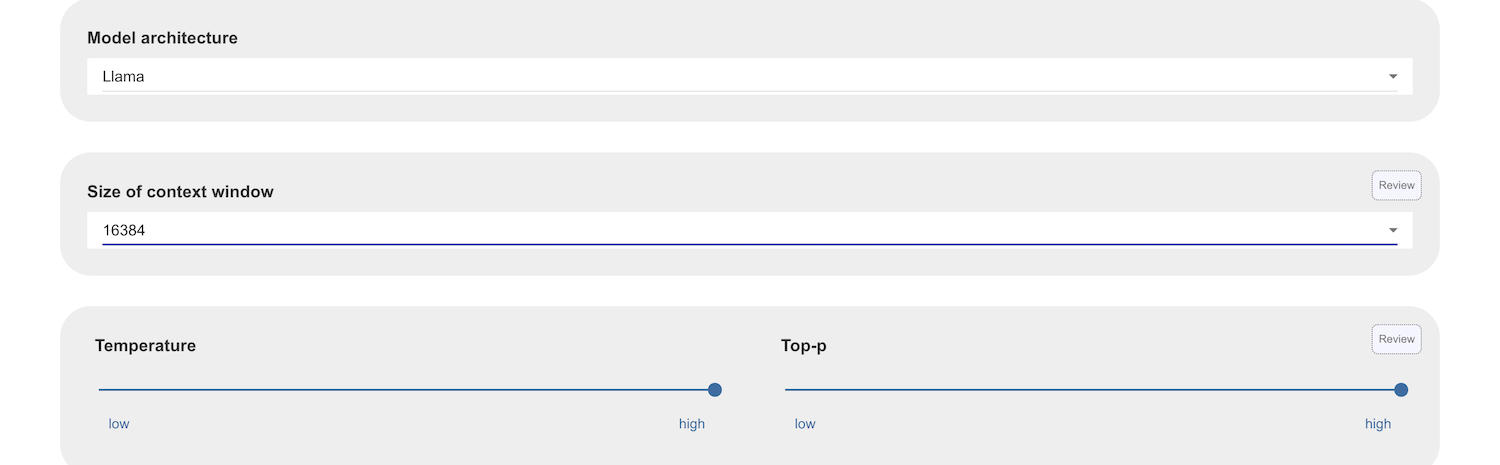 Model architecture
Llama
Size of context window
Review
16384
Temperature
Top-p
Review
low
high
low
high